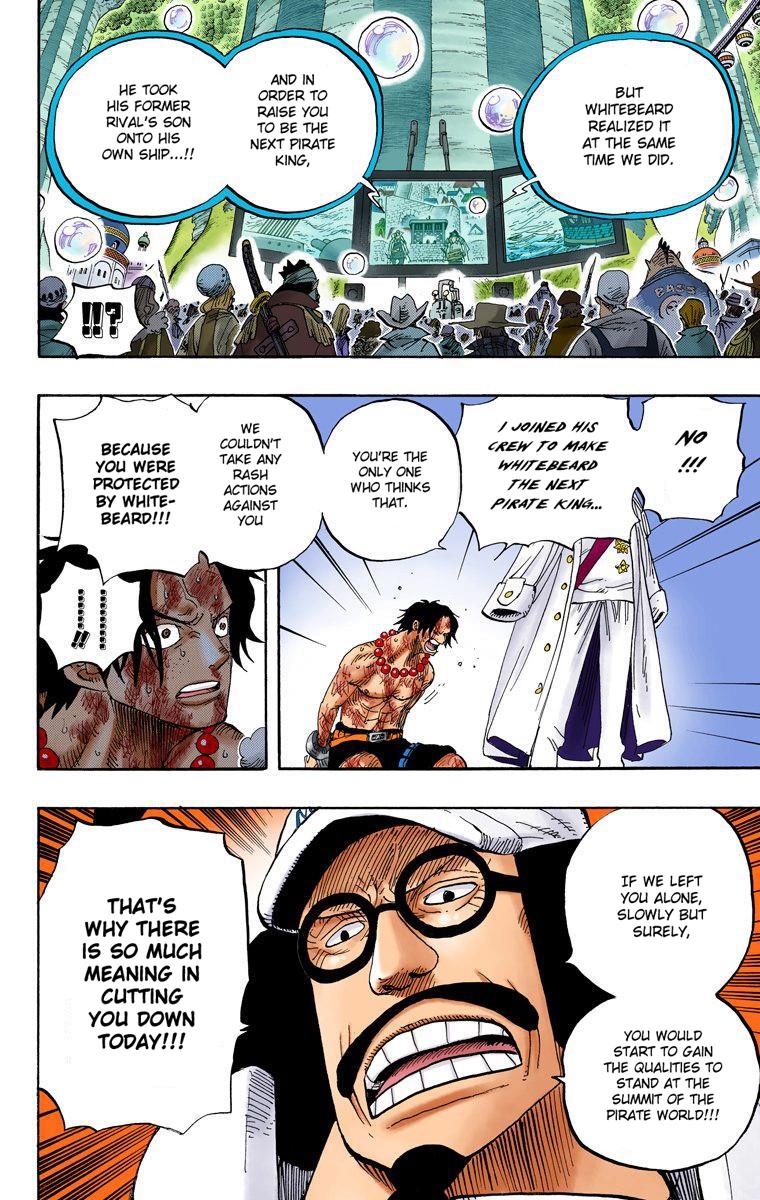 BUT
WHITEBEARD
REALIZED IT
AT THE SAME
TIME WE DID.
AND IN
ORDER TO
RAISE YOU
TO BE THE
NEXT PIRATE
KING,
HE TOOK
HIS FORMER
RIVAL'S SON
ONTO HIS
OWN SHIP...!!
BASS
!!?
NO
!!!
I JOINED HIS
CREW TO MAKE
WHITEBEARD
THE NEXT
PIRATE KING...
YOU'RE THE
ONLY ONE
WHO THINKS
THAT.
WE
COULDN'T
TAKE ANY
RASH
ACTIONS
AGAINST
YOU
BECAUSE
YOU WERE
PROTECTED
BY WHITE-
BEARD!!!
IF WE LEFT
YOU ALONE,
SLOWLY BUT
SURELY,
YOU WOULD
START TO GAIN
THE QUALITIES TO
STAND AT THE
SUMMIT OF THE
PIRATE WORLD!!!
THAT'S
WHY THERE
IS SO MUCH
MEANING IN
CUTTING
YOU DOWN
TODAY!!!